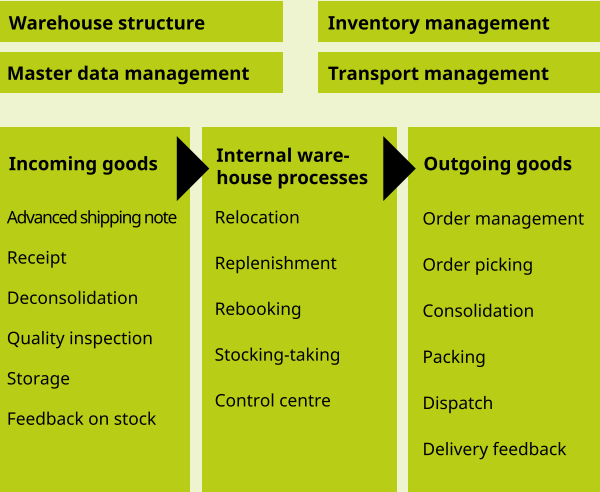 Warehouse structure
Inventory management
Master data management
Transport management
Incoming goods
Advanced shipping note
Receipt
Deconsolidation
Quality inspection
Storage
Feedback on stock
Internal ware-
house processes
Relocation
Replenishment
Rebooking
Stocking-taking
Control centre
Outgoing goods
Order management
Order picking
Consolidation
Packing
Dispatch
Delivery feedback